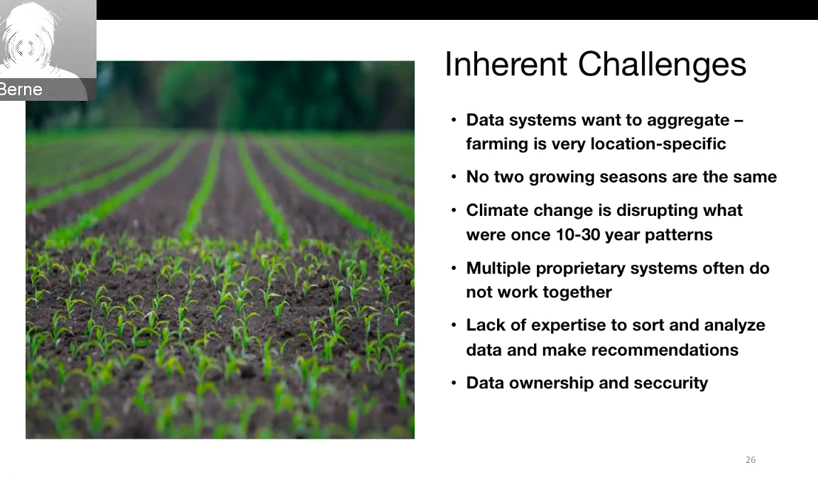 Berne
Inherent Challenges
• Data systems want to aggregate –
farming is very location-specific
• No two growing seasons are the same
• Climate change is disrupting what
were once 10-30 year patterns
• Multiple proprietary systems often do
not work together
• Lack of expertise to sort and analyze
data and make recommendations
• Data ownership and seccurity
26